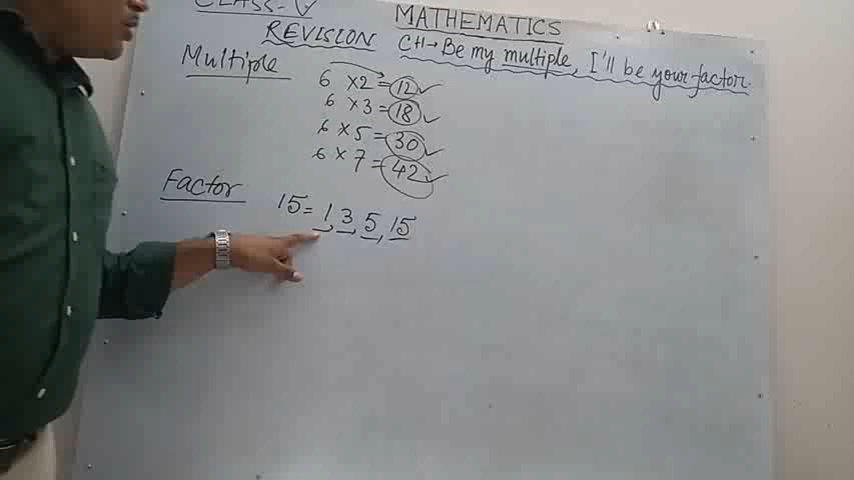 CLASS-V
MATHEMATICS
REVISION
CH→ Be my multiple, I'll be your factor.
Multiple
6 ×2 = 12 ✓
6 ×3 = 18 ✓
6 ×5 = 30 ✓
6 × 7 = 42 ✓
Factor
15 = 1, 3, 5, 15